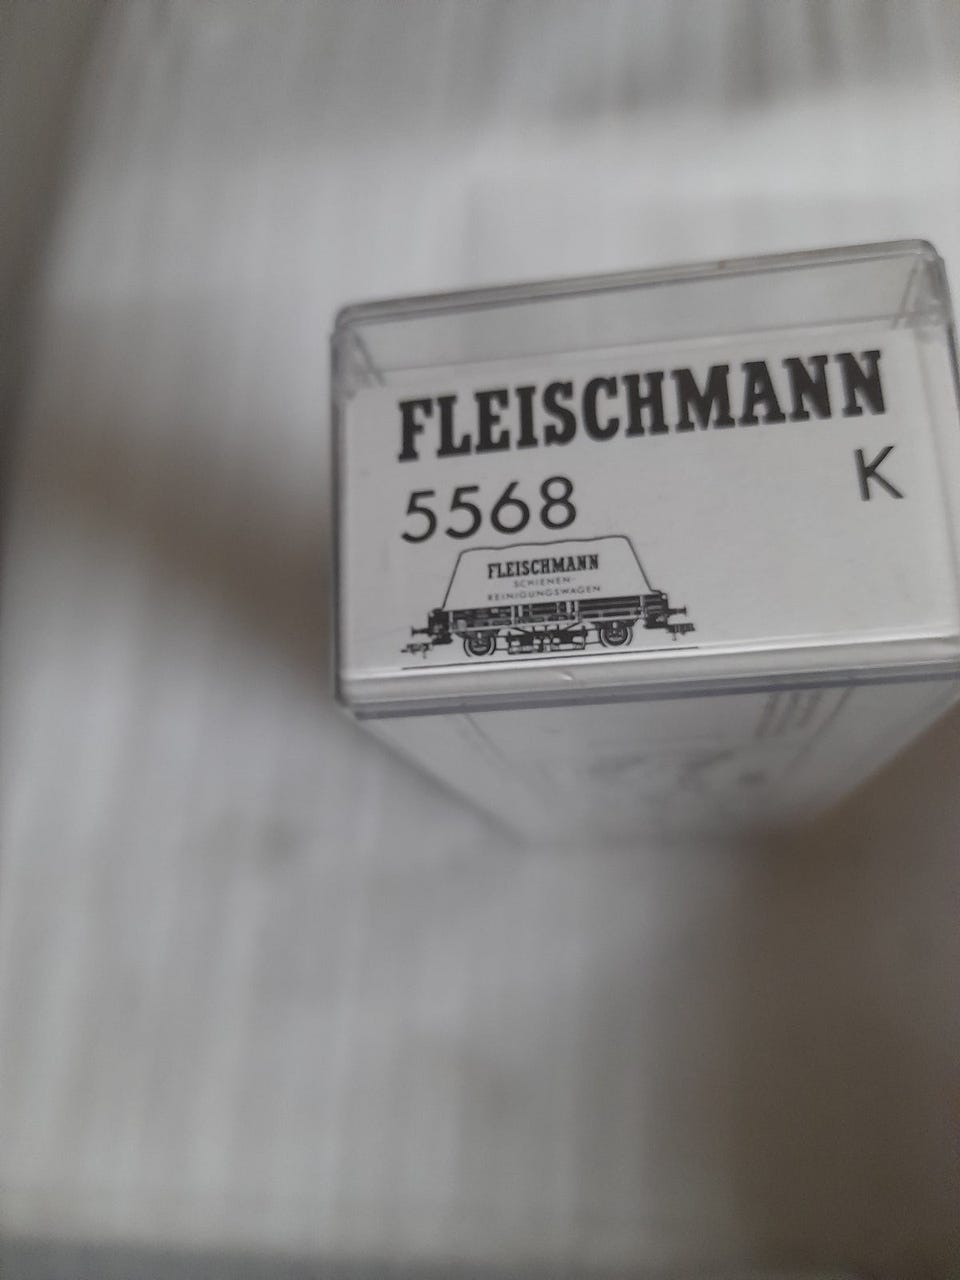 FLEISCHMANN
5568
K
FLEISCHMANN
SCHIENEN-
REINIGUNGSWAGEN